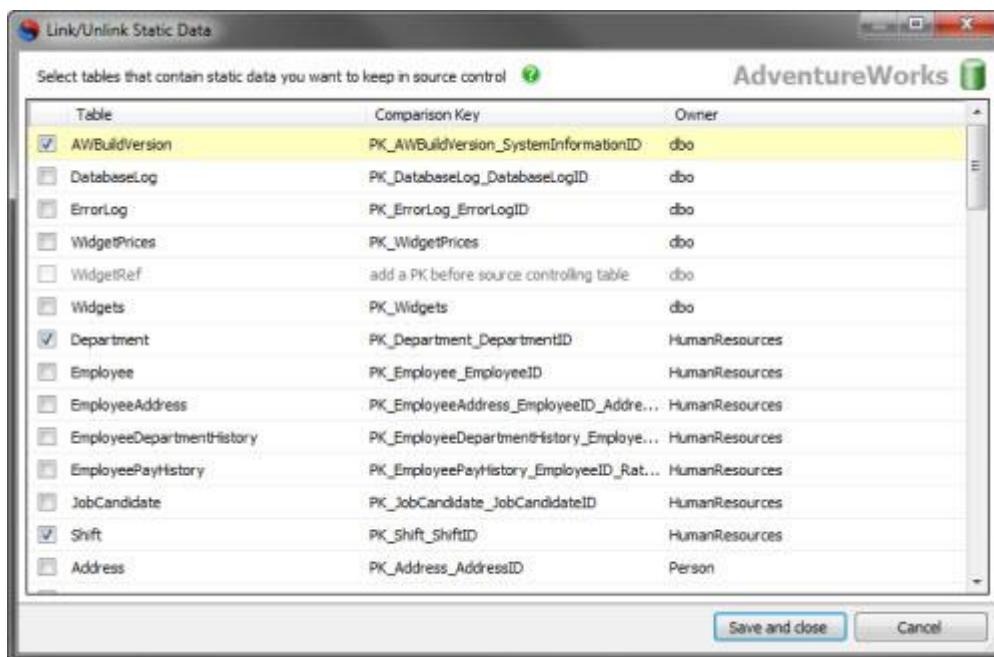 Link/Unlink Static Data
Select tables that contain static data you want to keep in source control ? AdventureWorks
Table Comparison Key Owner
AWBuildVersion PK_AWBuildVersion_SystemInformationID dbo
DatabaseLog PK_DatabaseLog_DatabaseLogID dbo
ErrorLog PK_ErrorLog_ErrorLogID dbo
WidgetPrices PK_WidgetPrices dbo
WidgetRef add a PK before source controlling table dbo
Widgets PK_Widgets dbo
Department PK_Department_DepartmentID HumanResources
Employee PK_Employee_EmployeeID HumanResources
EmployeeAddress PK_EmployeeAddress_EmployeeID_Addre... HumanResources
EmployeeDepartmentHistory PK_EmployeeDepartmentHistory_Employe... HumanResources
EmployeePayHistory PK_EmployeePayHistory_EmployeeID_Rat... HumanResources
JobCandidate PK_JobCandidate_JobCandidateID HumanResources
Shift PK_Shift_ShiftID HumanResources
Address PK_Address_AddressID Person
Save and close Cancel